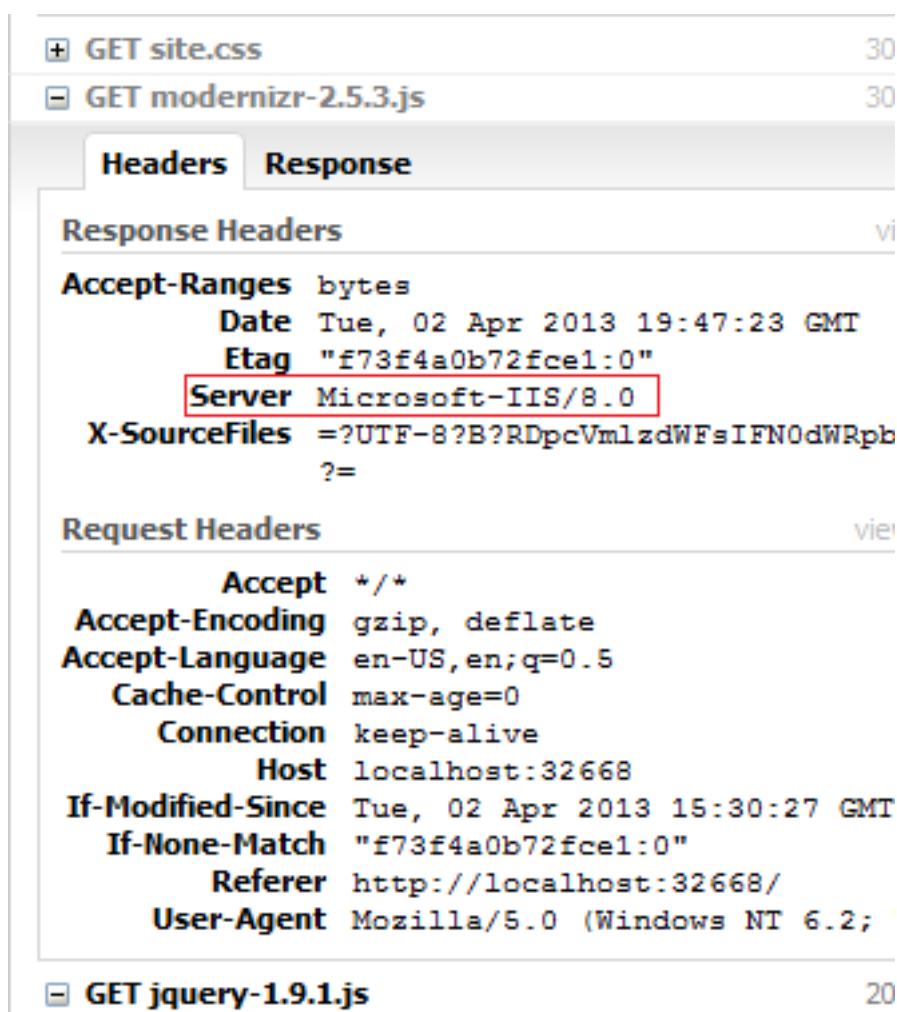 GET site.css 30
GET modernizr-2.5.3.js 30
Headers Response
Response Headers vi
Accept-Ranges bytes
Date Tue, 02 Apr 2013 19:47:23 GMT
Etag "f73f4a0b72fce1:0"
Server Microsoft-IIS/8.0
X-SourceFiles =?UTF-8?B?RDpcVmlzdWFsIFN0dWRpb
?=
Request Headers vie
Accept */*
Accept-Encoding gzip, deflate
Accept-Language en-US,en;q=0.5
Cache-Control max-age=0
Connection keep-alive
Host localhost:32668
If-Modified-Since Tue, 02 Apr 2013 15:30:27 GMT
If-None-Match "f73f4a0b72fce1:0"
Referer http://localhost:32668/
User-Agent Mozilla/5.0 (Windows NT 6.2;
GET jquery-1.9.1.js 20